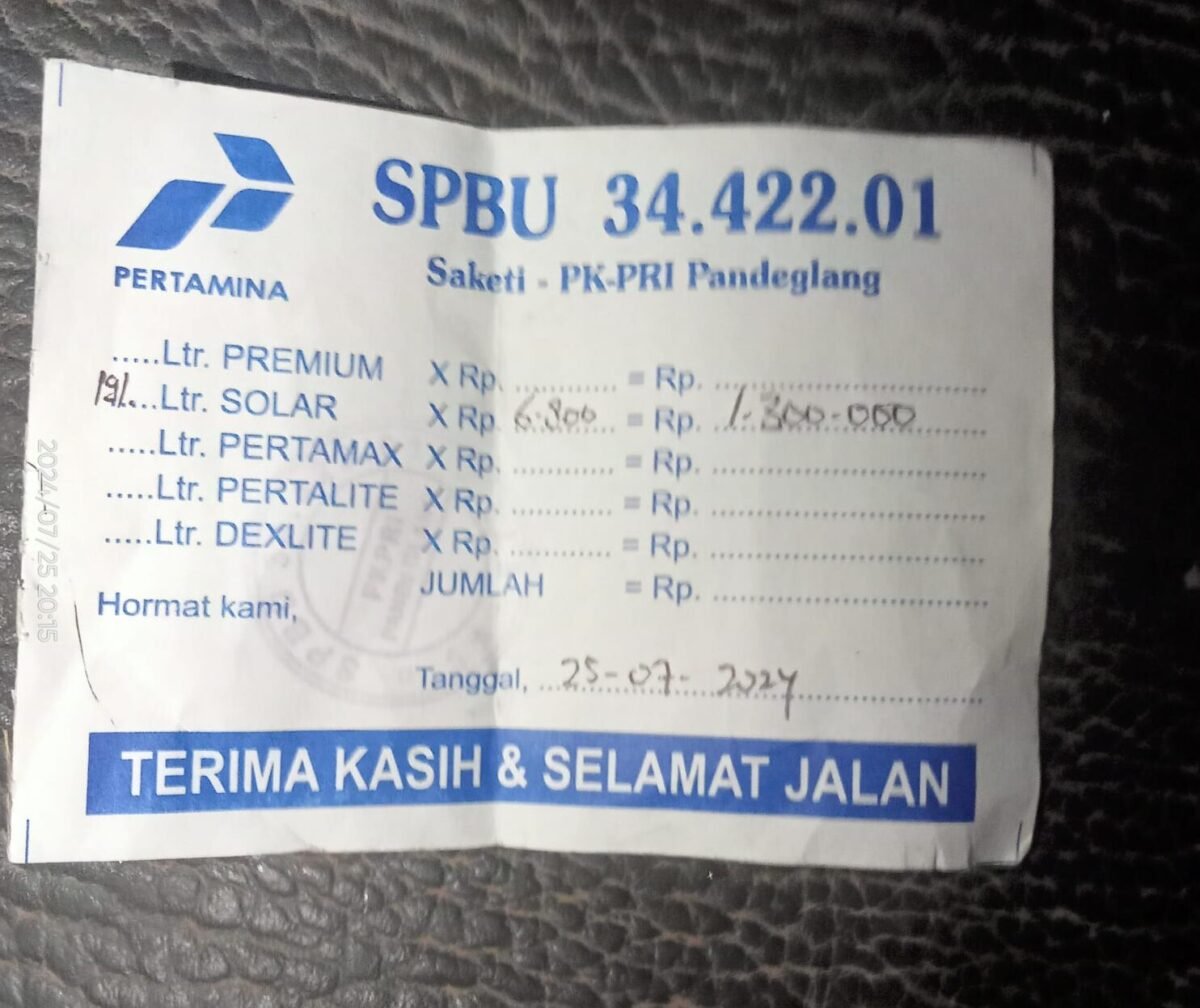 SPBU 34.422.01
Saketi - PK-PRI Pandeglang
PERTAMINA
.....Ltr. PREMIUM X Rp. ............ = Rp. ................................
191....Ltr. SOLAR X Rp. 6.800 = Rp. 1.300.000
.....Ltr. PERTAMAX X Rp. ............ = Rp. ................................
.....Ltr. PERTALITE X Rp. ............ = Rp. ................................
.....Ltr. DEXLITE X Rp. ............ = Rp. ................................
JUMLAH = Rp. ................................
Hormat kami,
Tanggal, 25-07-2024
TERIMA KASIH & SELAMAT JALAN
2024/07/25 20:15